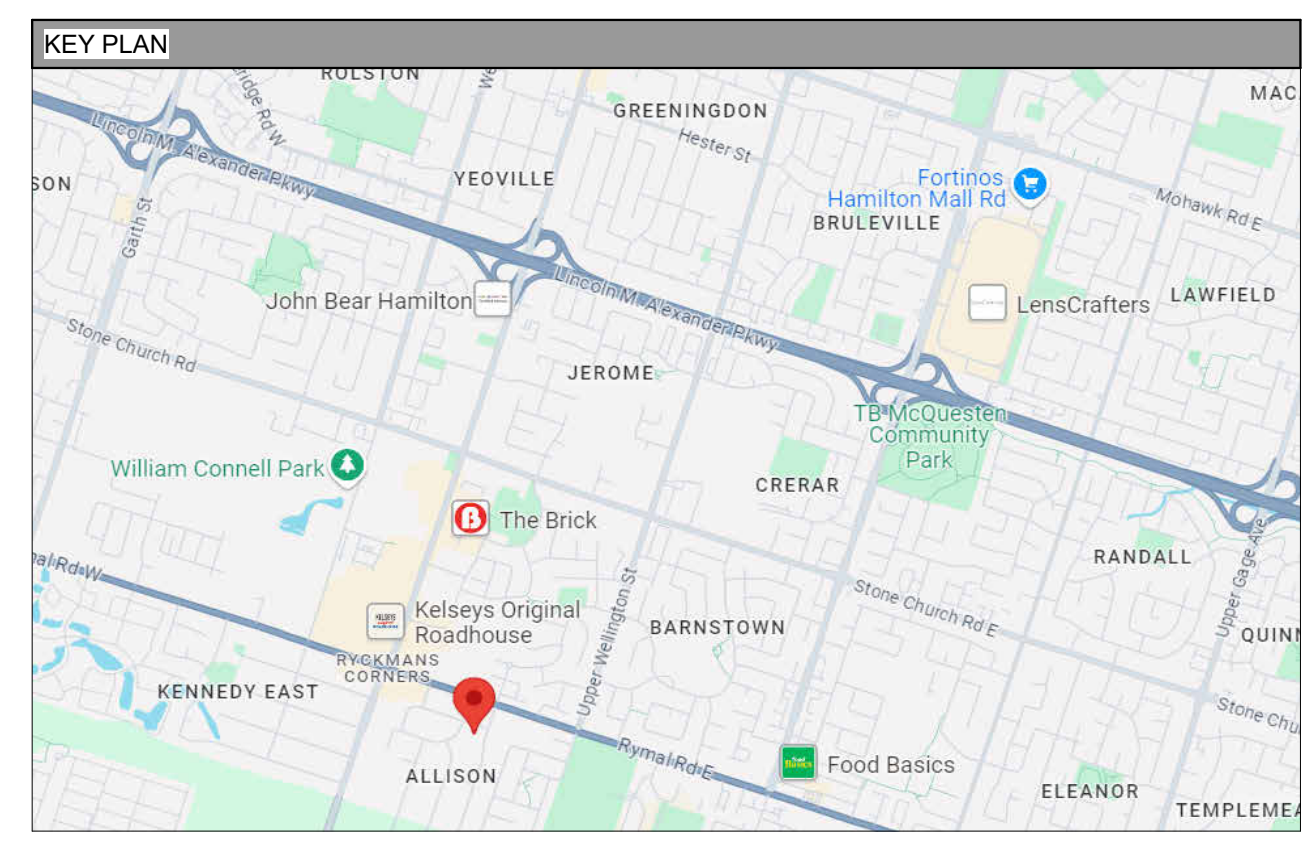 KEY PLAN
ROLSTON
GREENINGDON
MAC
Hester St
Lincoln M. Alexander Pkwy
YEOVILLE
Fortinos
Hamilton Mall Rd
Mohawk Rd E
SON
BRULEVILLE
Garth St
Lincoln M. Alexander Pkwy
John Bear Hamilton
LensCrafters
LAWFIELD
Stone Church Rd
JEROME
TB McQuesten
Community
Park
William Connell Park
CRERAR
The Brick
RANDALL
Upper Gage Ave
al Rd W
Upper Wellington St
Stone Church Rd E
Kelseys Original
Roadhouse
BARNSTOWN
QUINN
RYCKMANS
CORNERS
KENNEDY EAST
Stone Chu
Rymal Rd E
ALLISON
Food Basics
ELEANOR
TEMPLEMEA